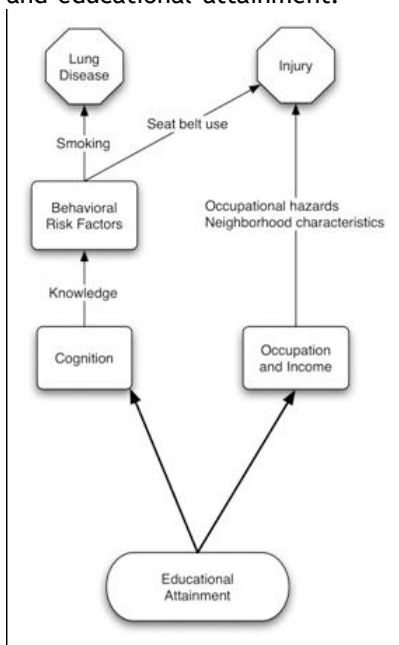 and educational attainment.
Lung
Disease
Injury
Seat belt use
Smoking
Behavioral
Risk Factors
Occupational hazards
Neighborhood characteristics
Knowledge
Cognition
Occupation
and Income
Educational
Attainment